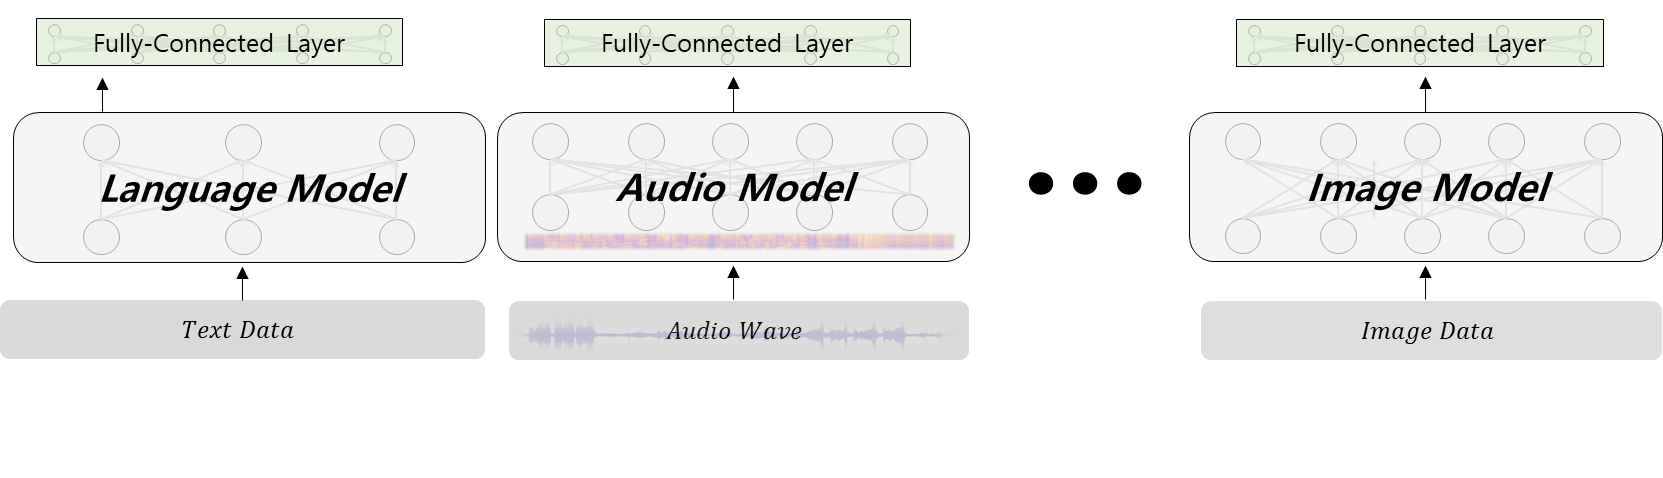 Fully-Connected Layer
Fully-Connected Layer
Fully-Connected Layer
Language Model
Audio Model
Image Model
Text Data
Audio Wave
Image Data